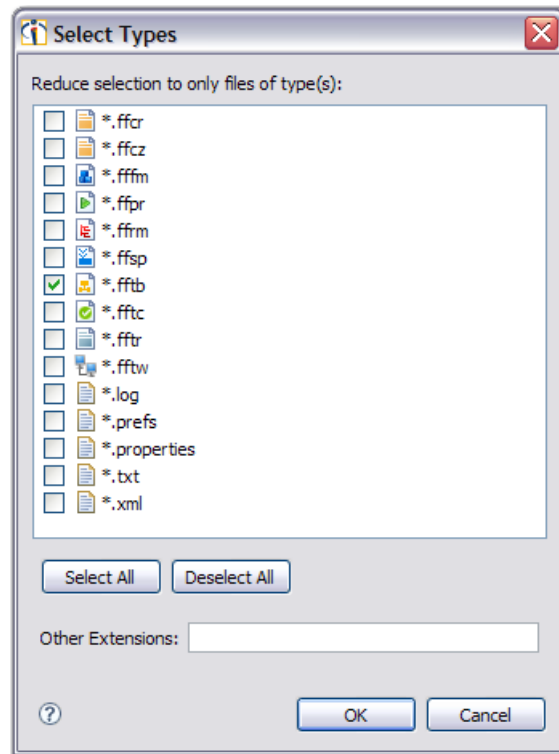 Select Types
Reduce selection to only files of type(s):
*.ffcr
*.ffcz
*.fffm
*.ffpr
*.ffrm
*.ffsp
*.fftb
*.fftc
*.fftr
*.fftw
*.log
*.prefs
*.properties
*.txt
*.xml
Select All Deselect All
Other Extensions:
? OK Cancel